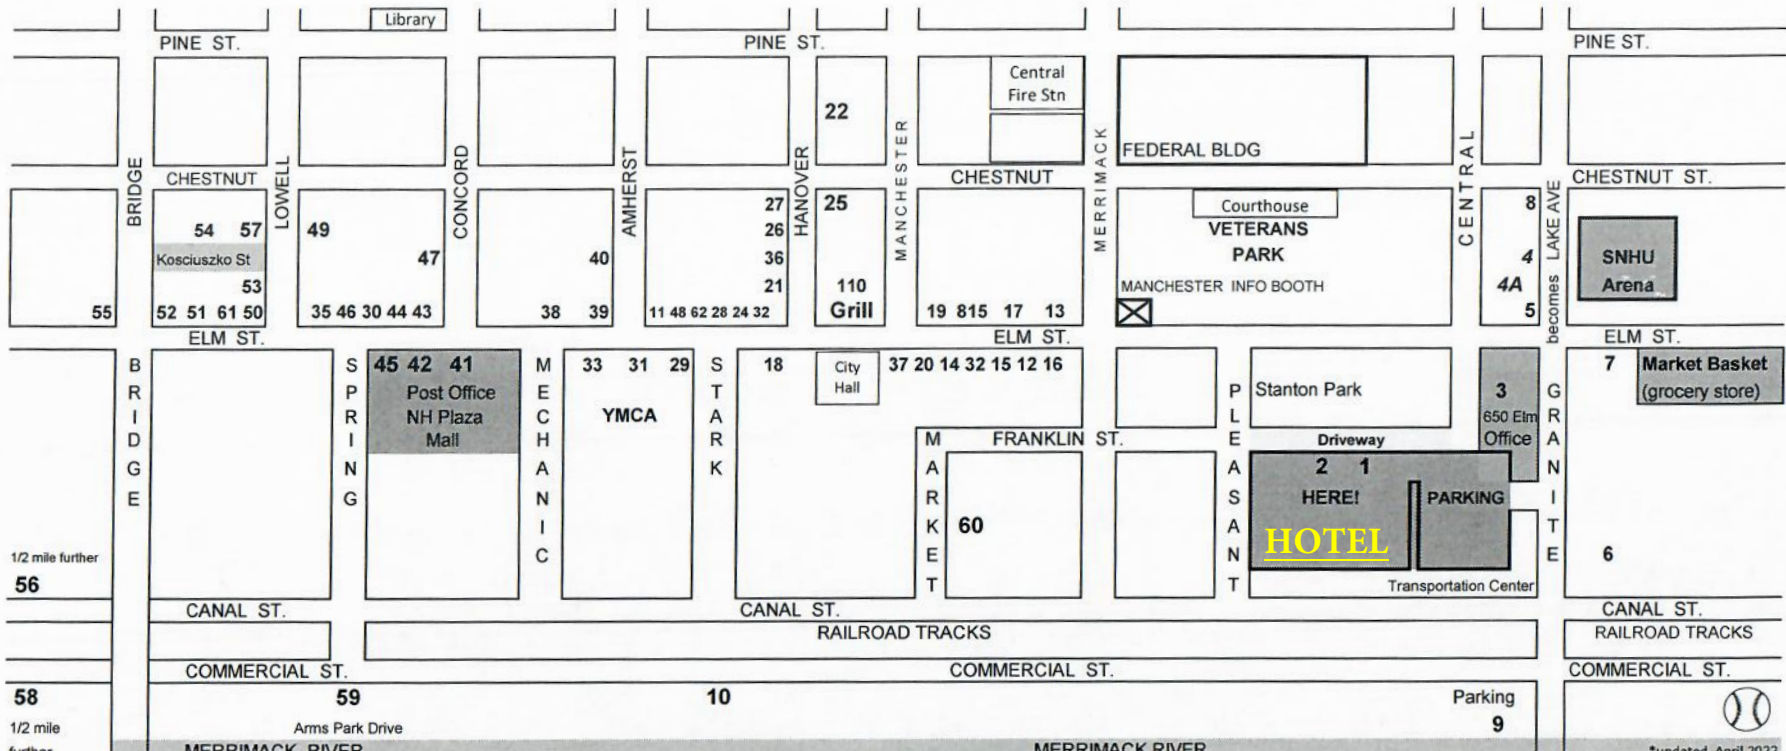 Library
PINE ST.
PINE ST.
PINE ST.
Central
Fire Stn
22
FEDERAL BLDG
BRIDGE
LOWELL
CONCORD
AMHERST
HANOVER
MANCHESTER
MERRIMACK
CENTRAL
LAKE AVE
becomes
CHESTNUT
CHESTNUT
CHESTNUT ST.
54 57
Kosciuszko St
53
52 51 61 50
55
49
47
35 46 30 44 43
40
38 39
27
26
36
21
11 48 62 28 24 32
25
110
Grill
19 815 17 13
Courthouse
VETERANS
PARK
MANCHESTER INFO BOOTH
8
4
4A
5
SNHU
Arena
ELM ST.
ELM ST.
ELM ST.
BRIDGE
SPRING
45 42 41
Post Office
NH Plaza
Mall
MECHANIC
33 31 29
YMCA
STARK
18
City
Hall
37 20 14 32 15 12 16
MARKET
FRANKLIN ST.
60
PLEASANT
Stanton Park
Driveway
2 1
HERE!
HOTEL
PARKING
3
650 Elm
Office
GRANITE
7
Market Basket
(grocery store)
6
Transportation Center
1/2 mile further
56
CANAL ST.
CANAL ST.
CANAL ST.
RAILROAD TRACKS
RAILROAD TRACKS
COMMERCIAL ST.
COMMERCIAL ST.
COMMERCIAL ST.
58
1/2 mile
further
59
Arms Park Drive
10
Parking
9
MERRIMACK RIVER
MERRIMACK RIVER
*updated April 2022